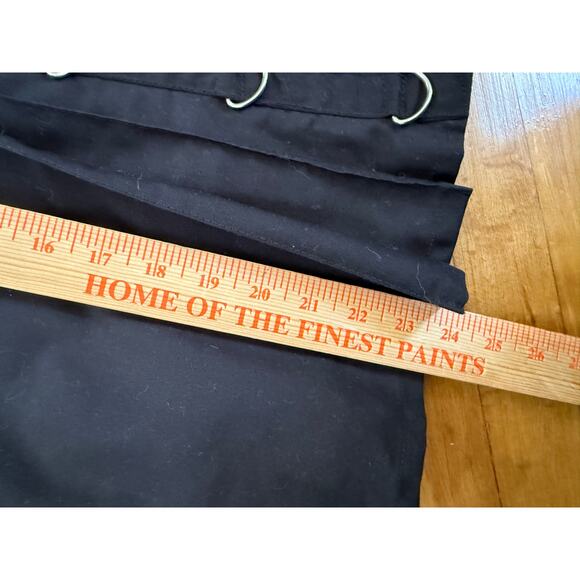 16 17 18 19 20 21 22 23 24 25 26
HOME OF THE FINEST PAINTS